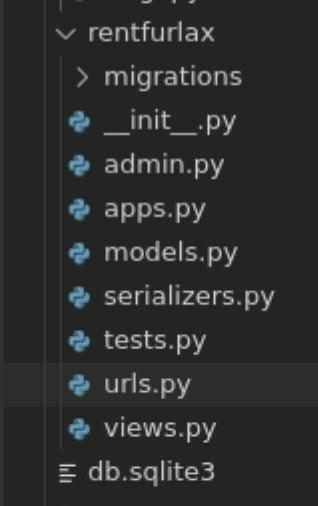 rentfurlax
migrations
__init__.py
admin.py
apps.py
models.py
serializers.py
tests.py
urls.py
views.py
db.sqlite3